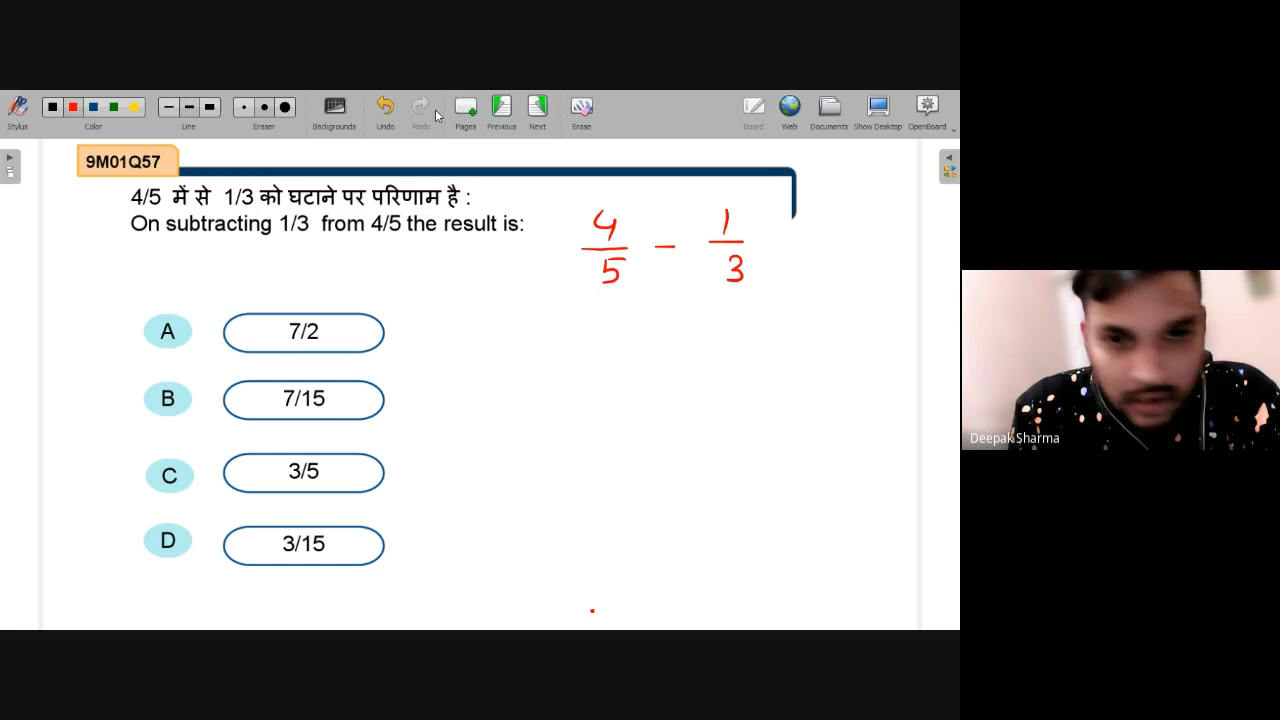 Stylus
Color
Line
Eraser
Backgrounds
Undo
Redo
Pages
Previous
Next
Erase
Board
Web
Documents
Show Desktop
OpenBoard
9M01Q57
4/5 में से 1/3 को घटाने पर परिणाम है :
On subtracting 1/3 from 4/5 the result is:
4/5 - 1/3
A 7/2
B 7/15
C 3/5
D 3/15
Deepak Sharma